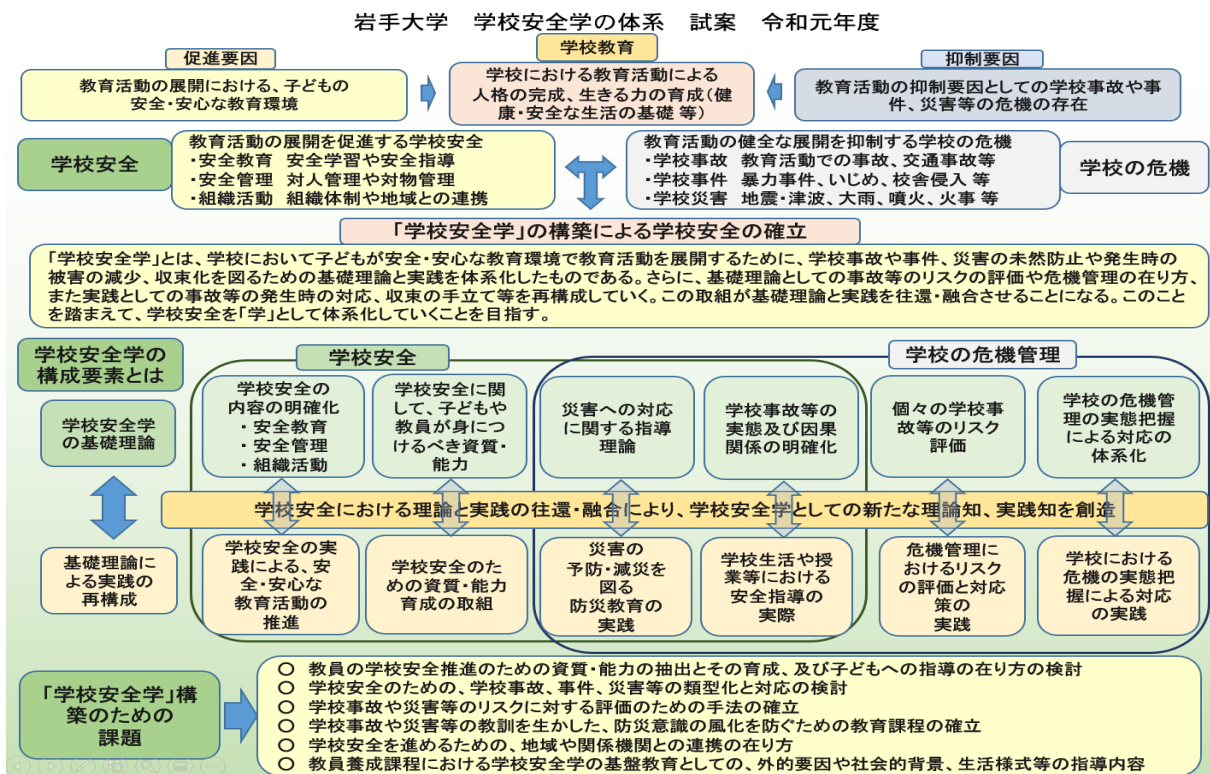 岩手大学　学校安全学の体系　試案　令和元年度
促進要因
教育活動の展開における、子どもの
安全・安心な教育環境
学校教育
学校における教育活動による
人格の完成、生きる力の育成（健
康・安全な生活の基礎 等）
抑制要因
教育活動の抑制要因としての学校事故や事
件、災害等の危機の存在
学校安全
教育活動の展開を促進する学校安全
・安全教育　安全学習や安全指導
・安全管理　対人管理や対物管理
・組織活動　組織体制や地域との連携
教育活動の健全な展開を抑制する学校の危機
・学校事故　教育活動での事故、交通事故等
・学校事件　暴力事件、いじめ、校舎侵入 等
・学校災害　地震・津波、大雨、噴火、火事 等
学校の危機
「学校安全学」の構築による学校安全の確立
「学校安全学」とは、学校において子どもが安全・安心な教育環境で教育活動を展開するために、学校事故や事件、災害の未然防止や発生時の
被害の減少、収束化を図るための基礎理論と実践を体系化したものである。さらに、基礎理論としての事故等のリスクの評価や危機管理の在り方、
また実践としての事故等の発生時の対応、収束の手立て等を再構成していく。この取組が基礎理論と実践を往還・融合させることになる。このこと
を踏まえて、学校安全を「学」として体系化していくことを目指す。
学校安全学の
構成要素とは
学校安全
学校の危機管理
学校安全学
の基礎理論
学校安全の
内容の明確化
・安全教育
・安全管理
・組織活動
学校安全に関
して、子どもや
教員が身につ
けるべき資質・
能力
災害への対応
に関する指導
理論
学校事故等の
実態及び因果
関係の明確化
個々の学校事
故等のリスク
評価
学校の危機管
理の実態把握
による対応の
体系化
学校安全における理論と実践の往還・融合により、学校安全学としての新たな理論知、実践知を創造
基礎理論に
よる実践の
再構成
学校安全の実
践による、安
全・安心な
教育活動の
推進
学校安全のた
めの資質・能力
育成の取組
災害の
予防・減災を
図る
防災教育の
実践
学校生活や授
業等における
安全指導の
実際
危機管理に
おけるリスク
の評価と対応
策の
実践
学校における
危機の実態把
握による対応
の実践
「学校安全学」構
築のための
課題
○　教員の学校安全推進のための資質・能力の抽出とその育成、及び子どもへの指導の在り方の検討
○　学校安全のための、学校事故、事件、災害等の類型化と対応の検討
○　学校事故や災害等のリスクに対する評価のための手法の確立
○　学校事故や災害等の教訓を生かした、防災意識の風化を防ぐための教育課程の確立
○　学校安全を進めるための、地域や関係機関との連携の在り方
○　教員養成課程における学校安全学の基盤教育としての、外的要因や社会的背景、生活様式等の指導内容